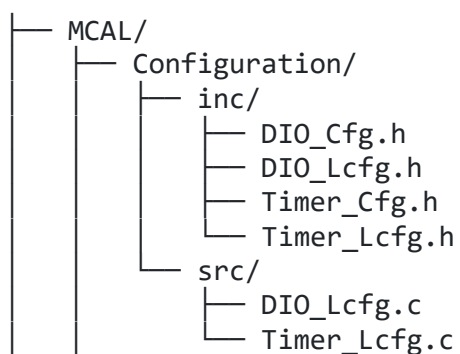 ├── MCAL/
│   ├── Configuration/
│   │   ├── inc/
│   │   │   ├── DIO_Cfg.h
│   │   │   ├── DIO_Lcfg.h
│   │   │   ├── Timer_Cfg.h
│   │   │   └── Timer_Lcfg.h
│   │   └── src/
│   │       ├── DIO_Lcfg.c
│   │       └── Timer_Lcfg.c